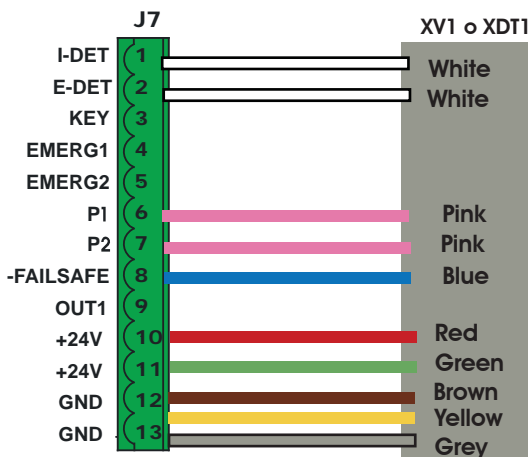 J7
XV1 o XDT1
I-DET 1 White
E-DET 2 White
KEY 3
EMERG1 4
EMERG2 5
P1 6 Pink
P2 7 Pink
-FAILSAFE 8 Blue
OUT1 9
+24V 10 Red
+24V 11 Green
GND 12 Brown
Yellow
GND 13 Grey